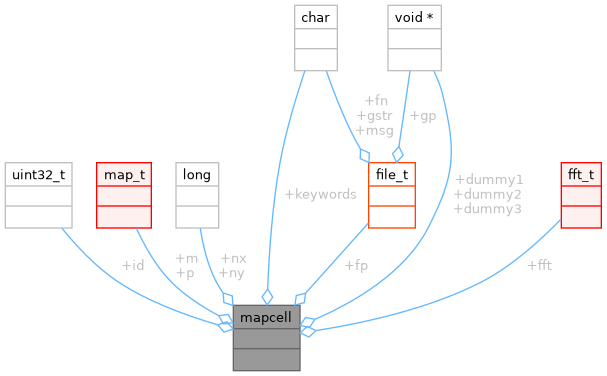 char
void *
+fn
+gstr
+msg
+gp
uint32_t
map_t
long
file_t
fft_t
+keywords
+dummy1
+dummy2
+dummy3
+id
+m
+p
+nx
+ny
+fp
+fft
mapcell